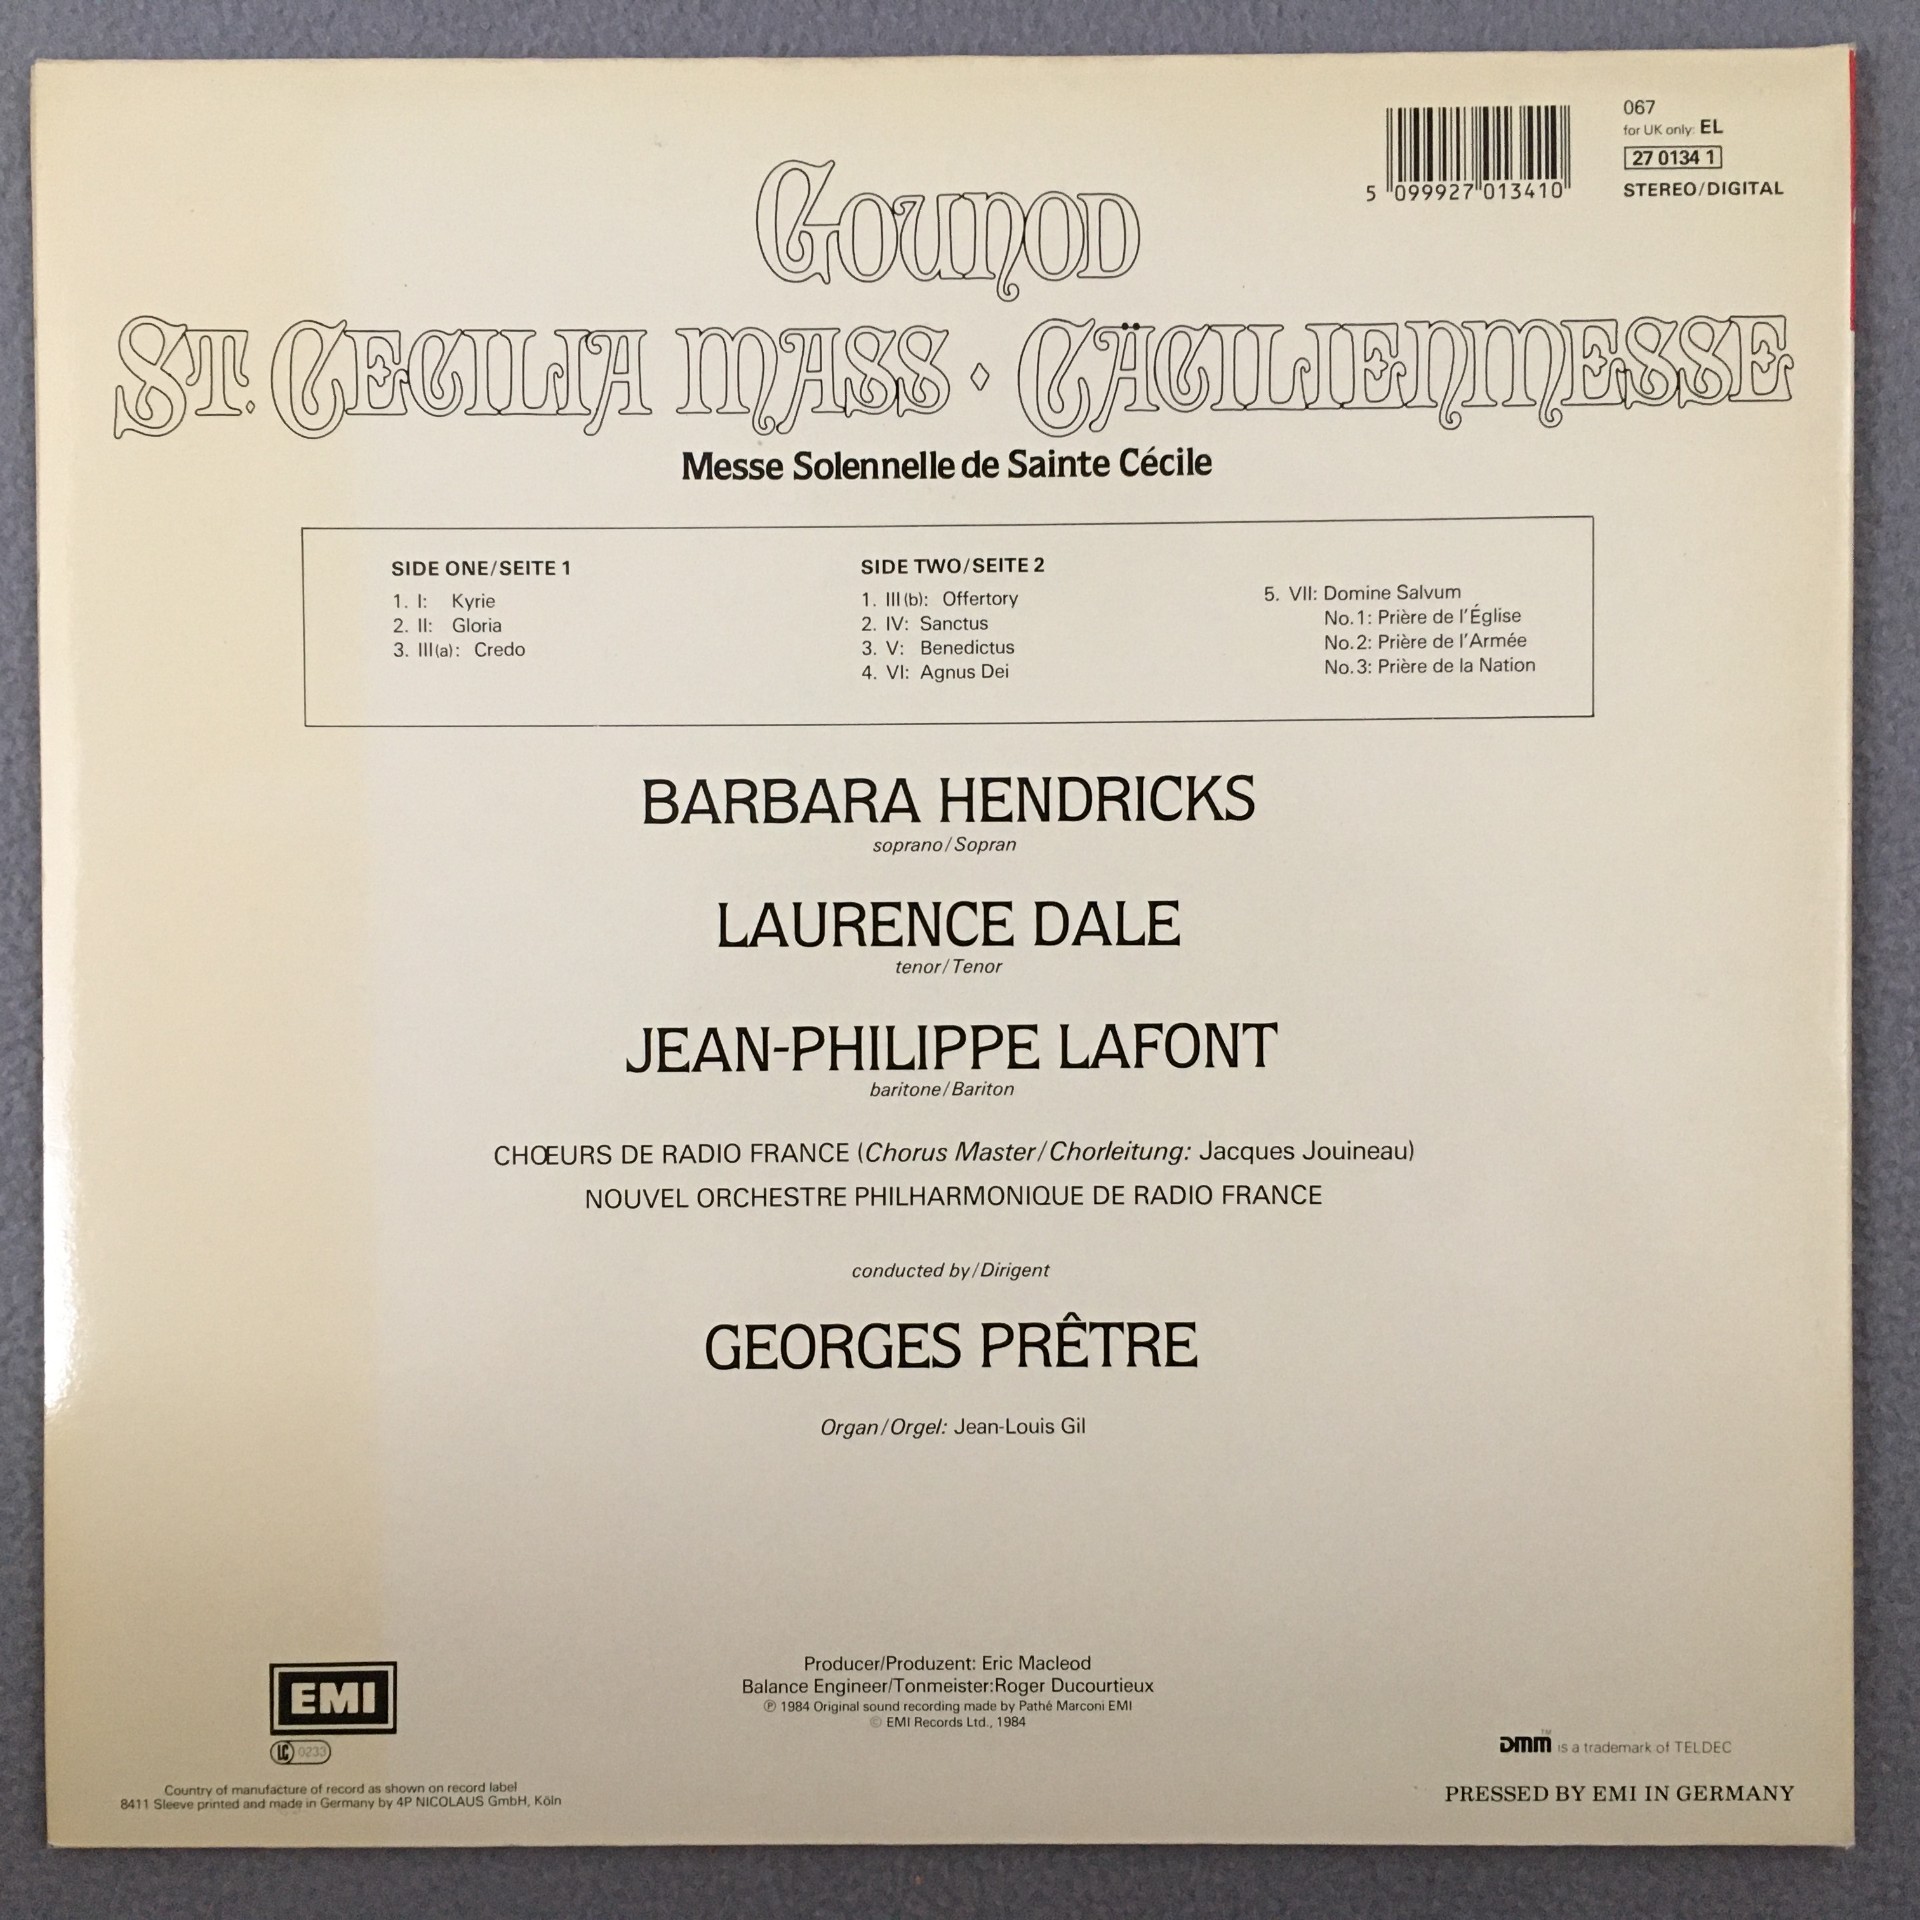 067
for UK only: EL
27 0134 1
STEREO/DIGITAL
5 099927 013410
GOUNOD
ST. CECILIA MASS · CÄCILIENMESSE
Messe Solennelle de Sainte Cécile
SIDE ONE/SEITE 1
1. I: Kyrie
2. II: Gloria
3. III(a): Credo
SIDE TWO/SEITE 2
1. III(b): Offertory
2. IV: Sanctus
3. V: Benedictus
4. VI: Agnus Dei
5. VII: Domine Salvum
No.1: Prière de l'Église
No.2: Prière de l'Armée
No.3: Prière de la Nation
BARBARA HENDRICKS
soprano/Sopran
LAURENCE DALE
tenor/Tenor
JEAN-PHILIPPE LAFONT
baritone/Bariton
CHŒURS DE RADIO FRANCE (Chorus Master/Chorleitung: Jacques Jouineau)
NOUVEL ORCHESTRE PHILHARMONIQUE DE RADIO FRANCE
conducted by/Dirigent
GEORGES PRÊTRE
Organ/Orgel: Jean-Louis Gil
Producer/Produzent: Eric Macleod
Balance Engineer/Tonmeister:Roger Ducourtieux
℗ 1984 Original sound recording made by Pathé Marconi EMI
© EMI Records Ltd., 1984
EMI
LC 0233
Country of manufacture of record as shown on record label
8411 Sleeve printed and made in Germany by 4P NICOLAUS GmbH, Köln
DMM™ is a trademark of TELDEC
PRESSED BY EMI IN GERMANY